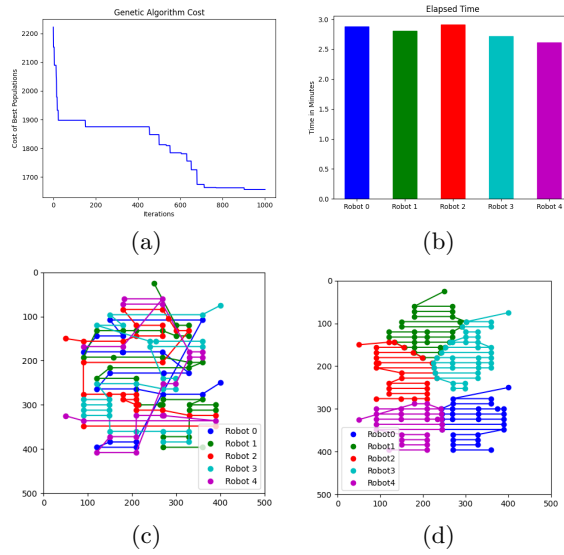 Genetic Algorithm Cost
2200
2100
2000
1900
1800
1700
Cost of Best Populations
0 200 400 600 800 1000
Iterations
(a)
Elapsed Time
3.0
2.5
2.0
1.5
1.0
0.5
0.0
Time in Minutes
Robot 0 Robot 1 Robot 2 Robot 3 Robot 4
(b)
0
100
200
300
400
500
0 100 200 300 400 500
Robot 0
Robot 1
Robot 2
Robot 3
Robot 4
(c)
0
100
200
300
400
500
0 100 200 300 400 500
Robot0
Robot1
Robot2
Robot3
Robot4
(d)